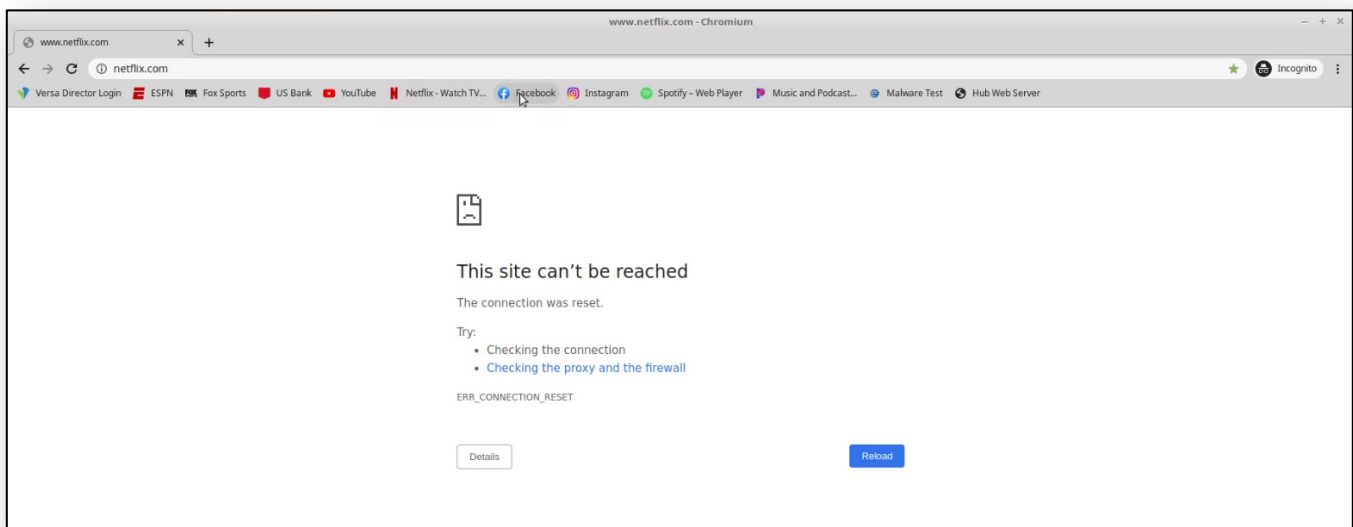 www.netflix.com - Chromium
www.netflix.com
netflix.com Incognito
Versa Director Login ESPN FOX Fox Sports US Bank YouTube Netflix - Watch TV... Facebook Instagram Spotify – Web Player Music and Podcast... Malware Test Hub Web Server
This site can't be reached
The connection was reset.
Try:
• Checking the connection
• Checking the proxy and the firewall
ERR_CONNECTION_RESET
Details Reload